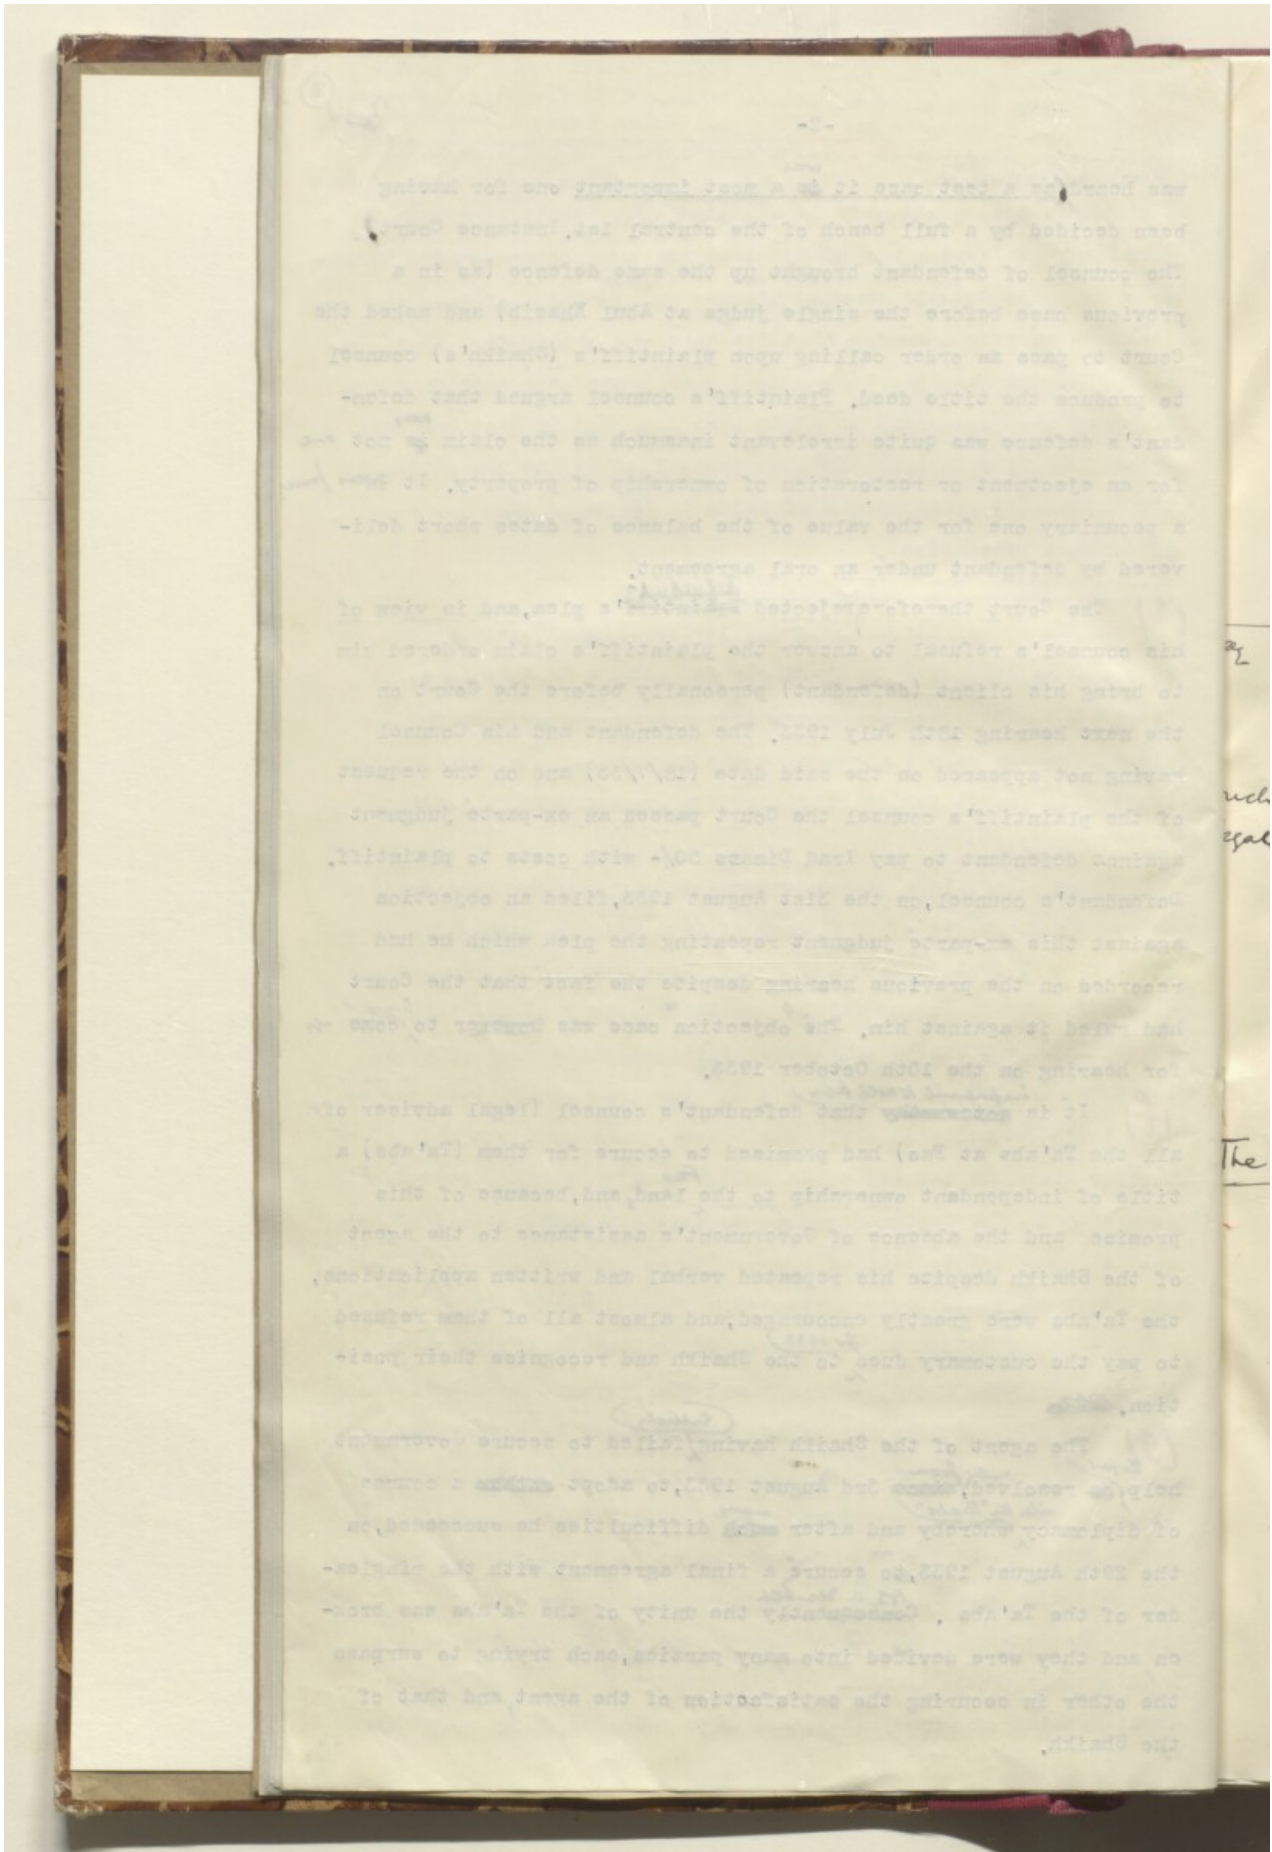 -2-
was heard as a test case it is a most important one for having
been decided by a full bench of the central 1st. Instance Court).
The counsel of defendant brought up the same defence (as in a
previous case before the single judge at Abul Khasib) and asked the
Court to pass an order calling upon plaintiff's (Shaikh's) counsel
to produce the title deed. Plaintiff's counsel argued that defen-
dant's defence was quite irrelevant inasmuch as the claim is not
for an ejectment or restoration of ownership of property. It
a pecuniary one for the value of the balance of dates short deli-
vered by defendant under an oral agreement.
The Court therefore rejected plaintiff's plea, and in view of
his counsel's refusal to answer the plaintiff's claim ordered him
to bring his client (defendant) personally before the Court on
the next hearing 18th July 1933. The defendant and his Counsel
having not appeared on the said date (18/7/33) and on the request
of the plaintiff's counsel the Court passed an ex-parte judgment
against defendant to pay Iraq Dinars 50/- with costs to plaintiff.
Defendant's counsel, on the 31st August 1933, files an objection
against this ex-parte judgment repeating the plea which he had
recorded on the previous hearing despite the fact that the Court
had ruled it against him. The objection case was to come
for hearing on the 10th October 1933.
It is noteworthy that defendant's counsel (legal adviser of
all the Ta'abs at Fao) had promised to secure for them (Ta'abs) a
title of independent ownership to the land, and, because of this
promise and the absence of Government's assistance to the agent
of the Shaikh despite his repeated verbal and written applications,
the Ta'abs were greatly encouraged, and almost all of them refused
to pay the customary dues to the Shaikh and recognise their posi-
tion.
The agent of the Shaikh having failed to secure Government
help, resolved, since 3rd August 1933, to adopt a course
of diplomacy whereby and after difficulties he succeeded, on
the 29th August 1933, to secure a final agreement with the
der of the Ta'abs. Consequently the unity of the Ta'abs was brok-
en and they were devided into many parties, each trying to surpass
the other in securing the satisfaction of the agent and that of
the Shaikh.
The